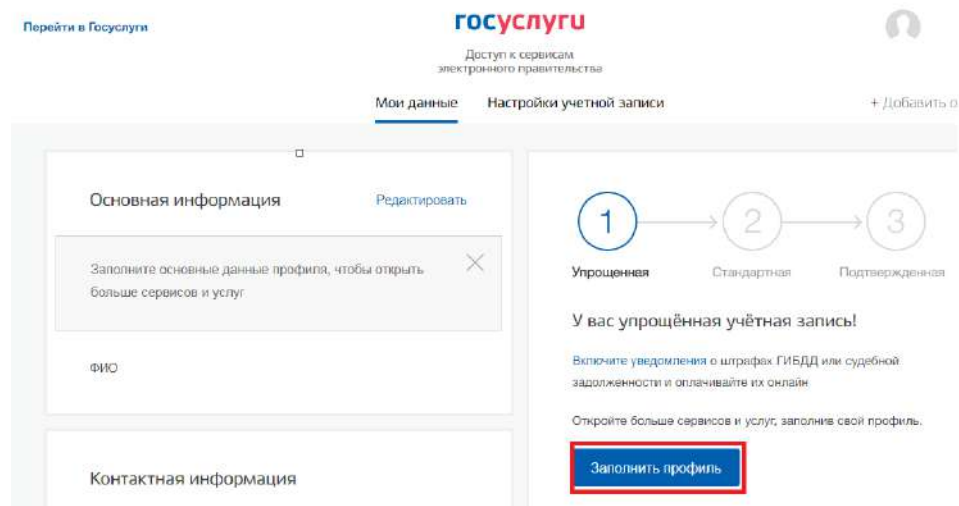 Перейти в Госуслуги
госуслуги
Доступ к сервисам
электронного правительства
Мои данные
Настройки учетной записи
+ Добавить о
Основная информация
Редактировать
Заполните основные данные профиля, чтобы открыть
больше сервисов и услуг
ФИО
Контактная информация
1
2
3
Упрощенная
Стандартная
Подтвержденная
У вас упрощённая учётная запись!
Включите уведомления о штрафах ГИБДД или судебной
задолженности и оплачивайте их онлайн
Откройте больше сервисов и услуг, заполнив свой профиль.
Заполнить профиль